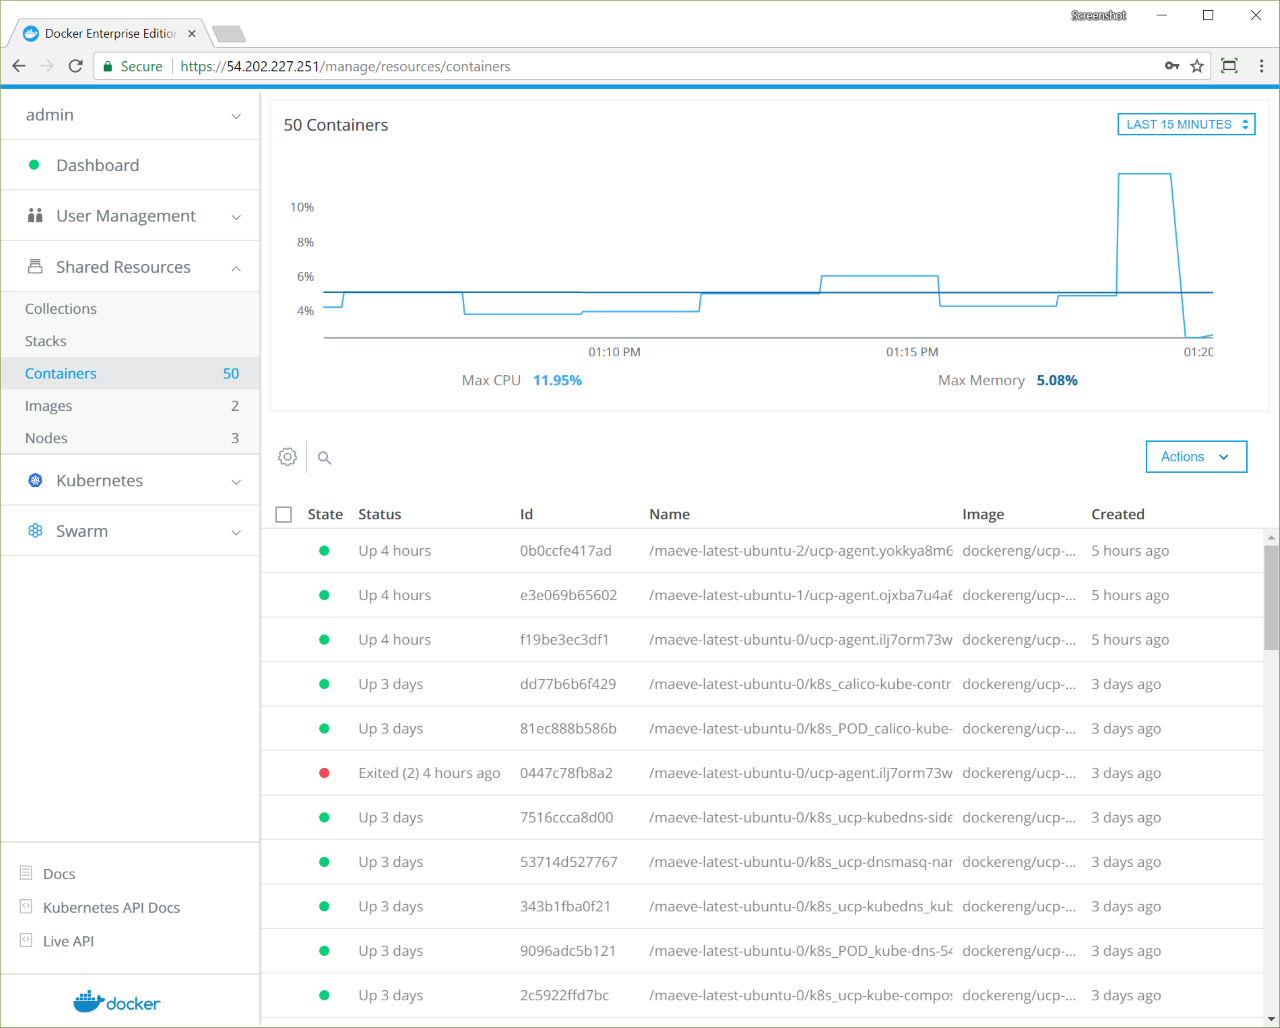 Screenshot
Docker Enterprise Edition
Secure https://54.202.227.251/manage/resources/containers
admin
Dashboard
User Management
Shared Resources
Collections
Stacks
Containers 50
Images 2
Nodes 3
Kubernetes
Swarm
Docs
Kubernetes API Docs
Live API
docker
50 Containers
LAST 15 MINUTES
10%
8%
6%
4%
01:10 PM 01:15 PM 01:20
Max CPU 11.95% Max Memory 5.08%
Actions
State Status Id Name Image Created
Up 4 hours 0b0ccfe417ad /maeve-latest-ubuntu-2/ucp-agent.yokkya8m6 dockereng/ucp-... 5 hours ago
Up 4 hours e3e069b65602 /maeve-latest-ubuntu-1/ucp-agent.ojxba7u4a6 dockereng/ucp-... 5 hours ago
Up 4 hours f19be3ec3df1 /maeve-latest-ubuntu-0/ucp-agent.ilj7orm73w dockereng/ucp-... 5 hours ago
Up 3 days dd77b6b6f429 /maeve-latest-ubuntu-0/k8s_calico-kube-contr dockereng/ucp-... 3 days ago
Up 3 days 81ec888b586b /maeve-latest-ubuntu-0/k8s_POD_calico-kube- dockereng/ucp-... 3 days ago
Exited (2) 4 hours ago 0447c78fb8a2 /maeve-latest-ubuntu-0/ucp-agent.ilj7orm73w dockereng/ucp-... 3 days ago
Up 3 days 7516ccca8d00 /maeve-latest-ubuntu-0/k8s_ucp-kubedns-side dockereng/ucp-... 3 days ago
Up 3 days 53714d527767 /maeve-latest-ubuntu-0/k8s_ucp-dnsmasq-nan dockereng/ucp-... 3 days ago
Up 3 days 343b1fba0f21 /maeve-latest-ubuntu-0/k8s_ucp-kubedns_kub dockereng/ucp-... 3 days ago
Up 3 days 9096adc5b121 /maeve-latest-ubuntu-0/k8s_POD_kube-dns-54 dockereng/ucp-... 3 days ago
Up 3 days 2c5922ffd7bc /maeve-latest-ubuntu-0/k8s_ucp-kube-compos dockereng/ucp-... 3 days ago